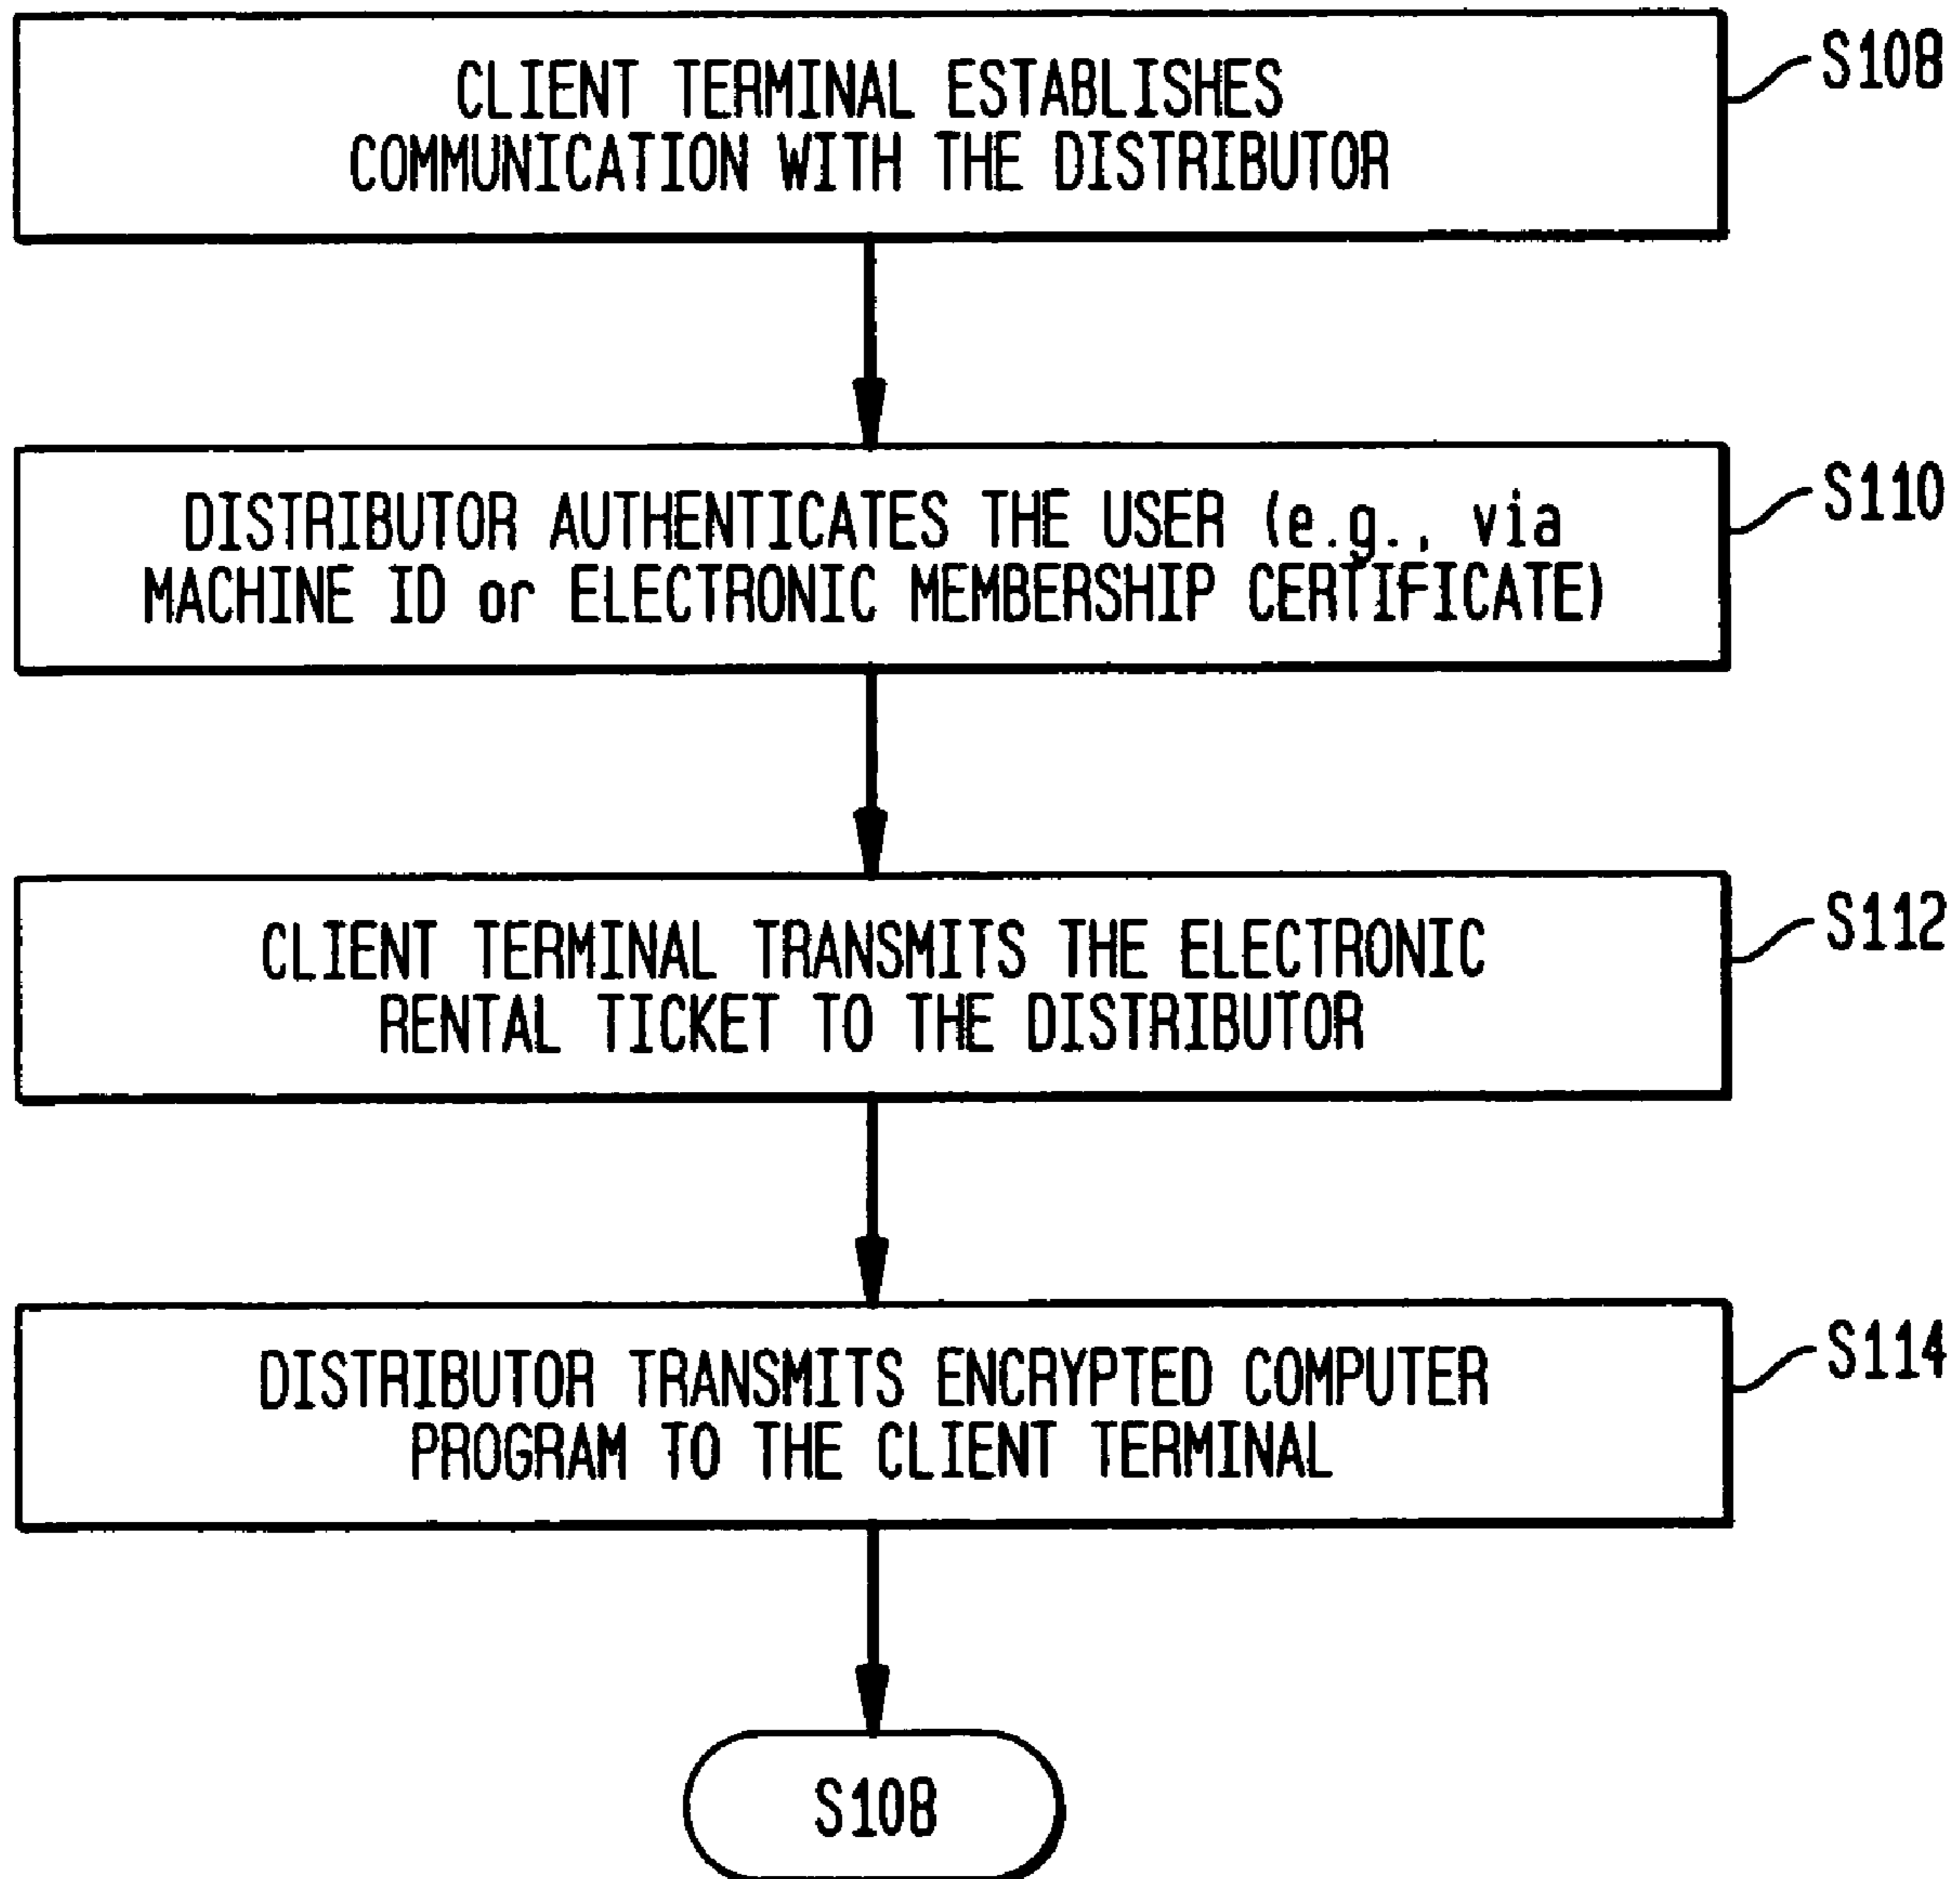 CLIENT TERMINAL ESTABLISHES
COMMUNICATION WITH THE DISTRIBUTOR
S108
DISTRIBUTOR AUTHENTICATES THE USER (e.g., via
MACHINE ID or ELECTRONIC MEMBERSHIP CERTIFICATE)
S110
CLIENT TERMINAL TRANSMITS THE ELECTRONIC
RENTAL TICKET TO THE DISTRIBUTOR
S112
DISTRIBUTOR TRANSMITS ENCRYPTED COMPUTER
PROGRAM TO THE CLIENT TERMINAL
S114
S108